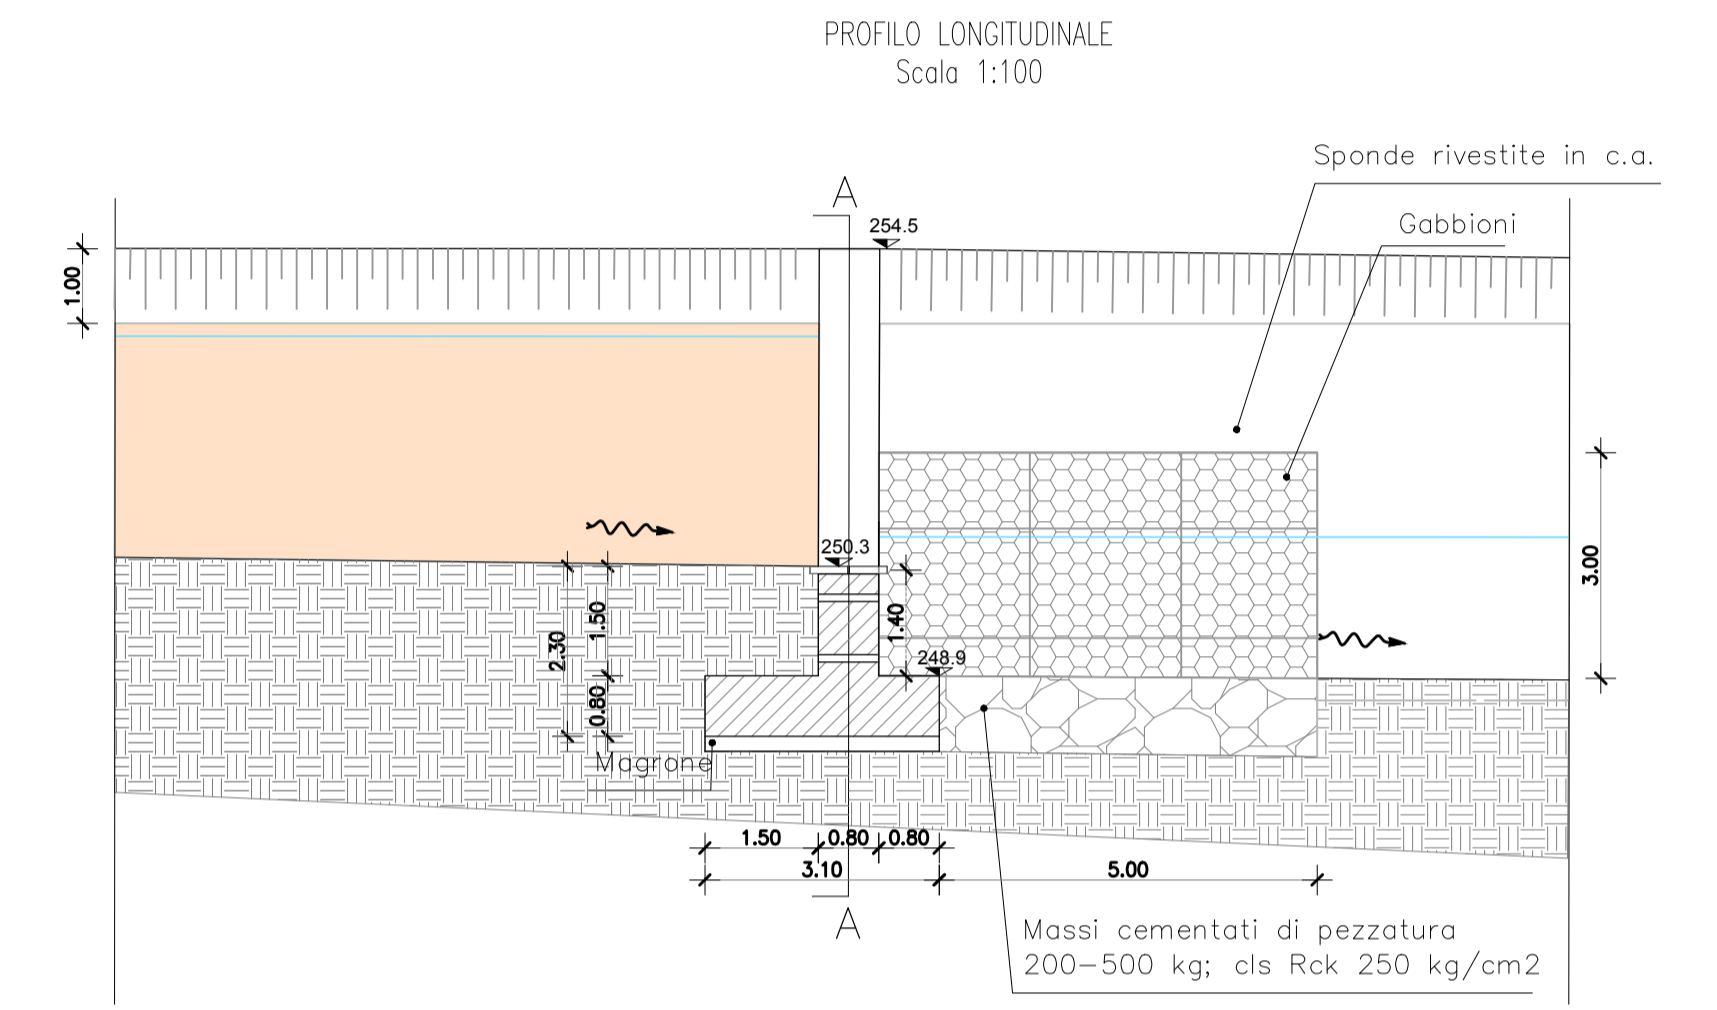 PROFILO LONGITUDINALE
Scala 1:100
Sponde rivestite in c.a.
A
Gabbioni
254.5
1.00
250.3
3.00
1.50
1.40
2.30
248.9
0.80
Magrone
1.50
0.80
0.80
3.10
5.00
A
Massi cementati di pezzatura
200-500 kg; cls Rck 250 kg/cm2